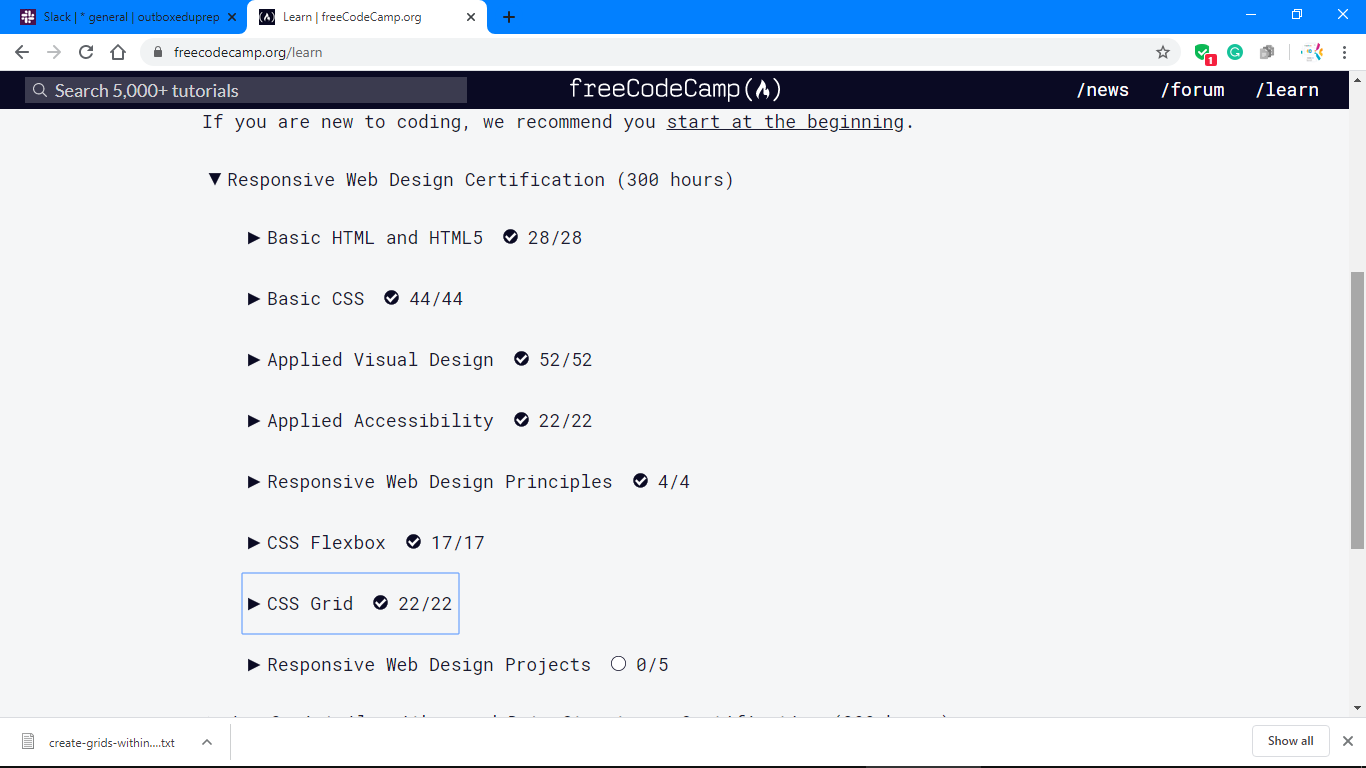 Slack | * general | outboxeduprep
Learn | freeCodeCamp.org
freecodecamp.org/learn
1
Search 5,000+ tutorials
freeCodeCamp
/news /forum /learn
If you are new to coding, we recommend you start at the beginning.
Responsive Web Design Certification (300 hours)
Basic HTML and HTML5 28/28
Basic CSS 44/44
Applied Visual Design 52/52
Applied Accessibility 22/22
Responsive Web Design Principles 4/4
CSS Flexbox 17/17
CSS Grid 22/22
Responsive Web Design Projects 0/5
create-grids-within....txt
Show all